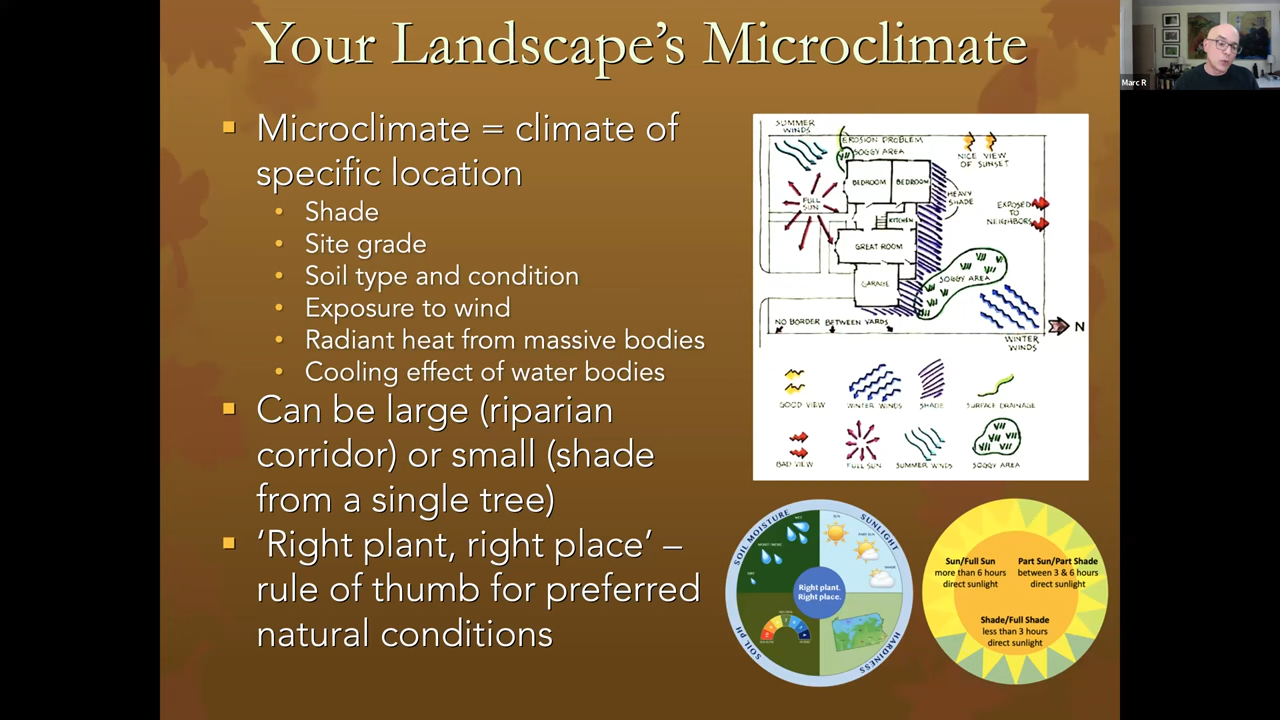 Your Landscape's Microclimate
Marc R
Microclimate = climate of
specific location
Shade
Site grade
Soil type and condition
Exposure to wind
Radiant heat from massive bodies
Cooling effect of water bodies
Can be large (riparian
corridor) or small (shade
from a single tree)
'Right plant, right place' –
rule of thumb for preferred
natural conditions
SUMMER
WINDS
EROSION PROBLEM
SOGGY AREA
NICE VIEW
OF SUNSET
BEDROOM
BEDROOM
FULL
SUN
HEAVY
SHADE
KITCHEN
EXPOSED
TO
NEIGHBORS
GREAT ROOM
GARAGE
SOGGY AREA
NO BORDER BETWEEN YARDS
N
WINTER
WINDS
GOOD VIEW
WINTER WINDS
SHADE
SURFACE DRAINAGE
BAD VIEW
FULL SUN
SUMMER WINDS
SOGGY AREA
SOIL MOISTURE
SUNLIGHT
SOIL PH
HARDINESS
Right plant.
Right place.
Sun/Full Sun
more than 6 hours
direct sunlight
Part Sun/Part Shade
between 3 & 6 hours
direct sunlight
Shade/Full Shade
less than 3 hours
direct sunlight